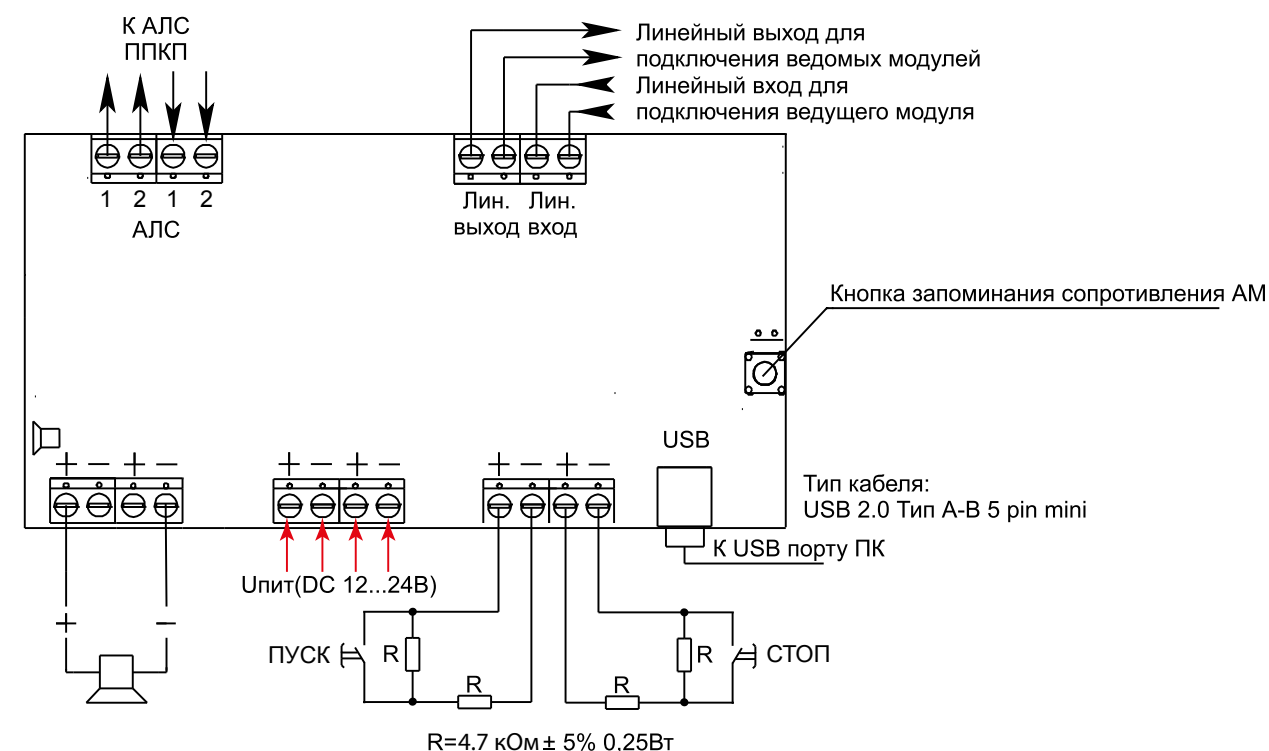 К АЛС
ППКП
Линейный выход для
подключения ведомых модулей
Линейный вход для
подключения ведущего модуля
1 2 1 2
АЛС
Лин. Лин.
выход вход
Кнопка запоминания сопротивления АМ
USB
+ − + −
+ − + −
+ − + −
Тип кабеля:
USB 2.0 Тип А-В 5 pin mini
К USB порту ПК
Uпит(DC 12...24В)
+ −
ПУСК
R
R
R
R
СТОП
R=4,7 кОм ± 5% 0,25Вт